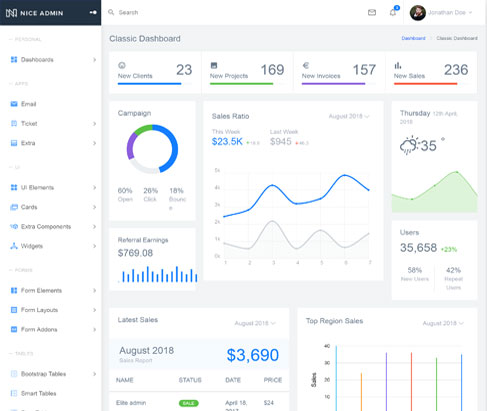 NICE ADMIN
Search
Jonathan Doe
PERSONAL
Dashboards
APPS
Email
Ticket
Extra
UI
UI Elements
Cards
Extra Components
Widgets
FORMS
Form Elements
Form Layouts
Form Addons
TABLES
Bootstrap Tables
Smart Tables
Classic Dashboard
Dashboard
Classic Dashboard
New Clients 23
New Projects 169
New Invoices 157
New Sales 236
Campaign
60% 26% 18%
Open Click Bounc
e
Referral Earnings
$769.08
Sales Ratio August 2018
This Week Last Week
$23.5K $945
5k
4k
3k
2k
1k
0
1 2 3 4 5 6 7
Thursday 12th April,
2018
35 °
Users
35,658 +23%
58% 42%
New Users Repeat
Users
Latest Sales August 2018
August 2018 $3,690
Sales Report
NAME STATUS DATE PRICE
Elite admin SALE April 18, $24
2017
Top Region Sales August 2018
Sales
40
30
20
10